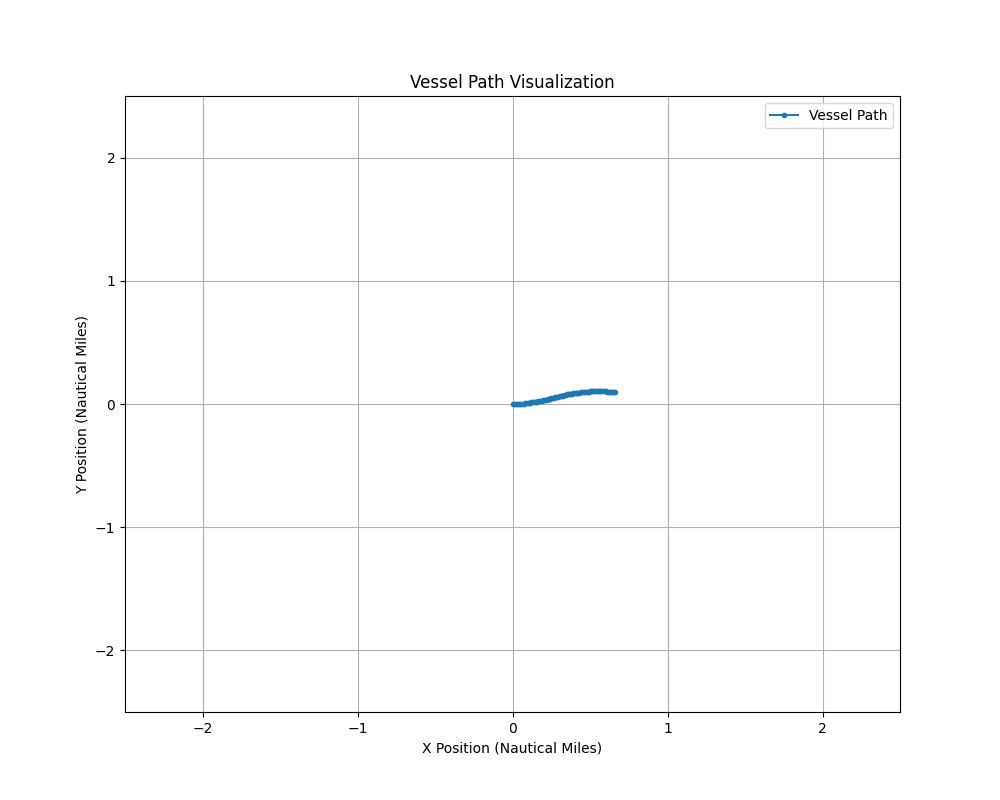 Vessel Path Visualization
Vessel Path
2
1
0
−1
−2
Y Position (Nautical Miles)
−2
−1
0
1
2
X Position (Nautical Miles)